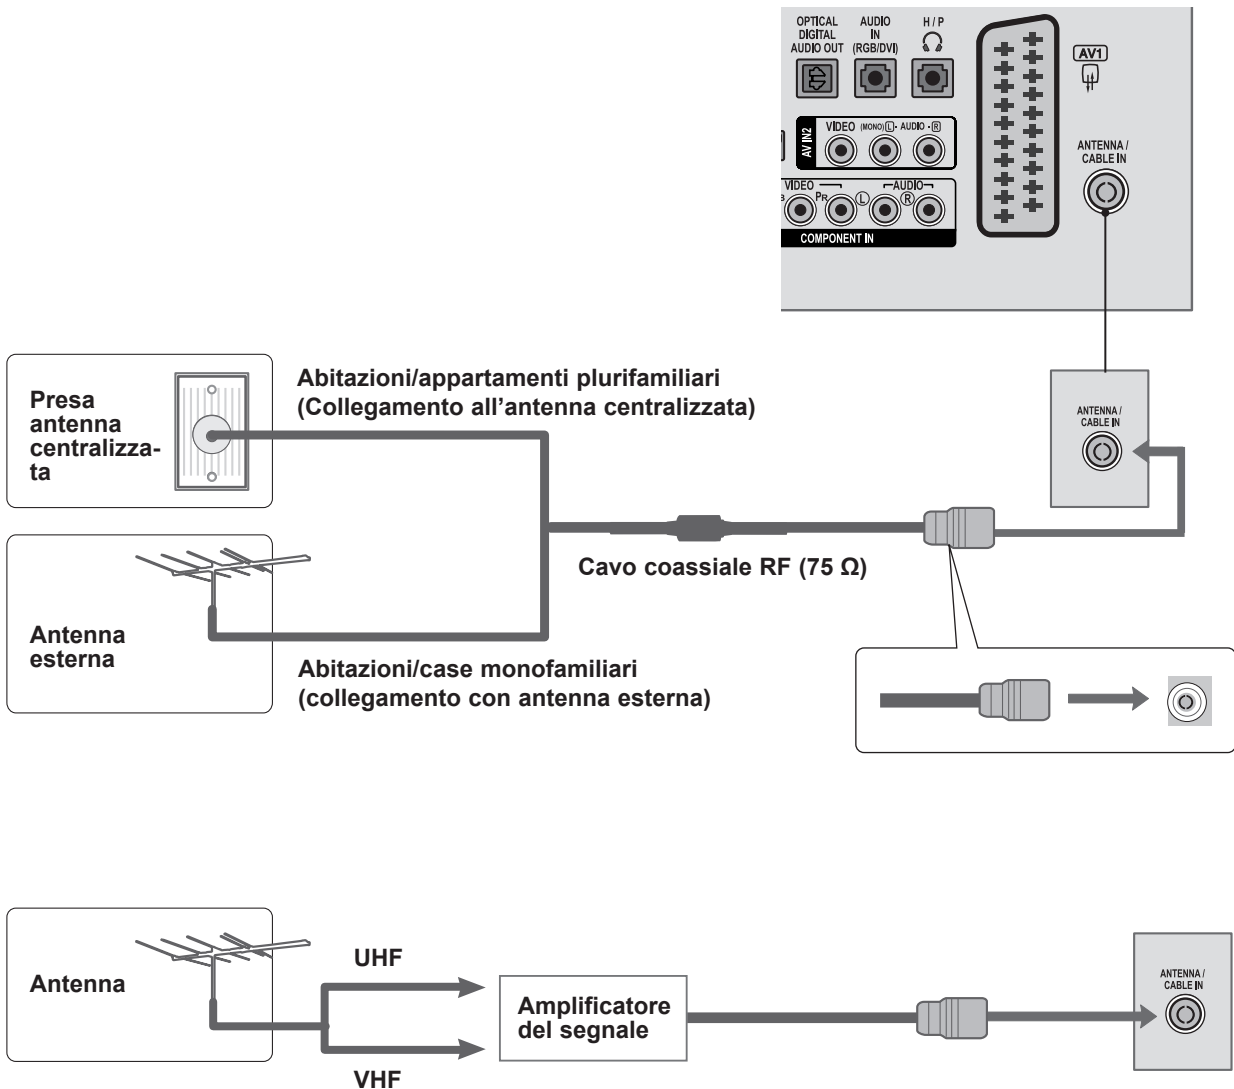 OPTICAL
DIGITAL
AUDIO OUT
AUDIO
IN
(RGB/DVI)
H / P
AV1
AV IN2
VIDEO
(MONO) L - AUDIO - R
VIDEO
B
PR
L
AUDIO
R
COMPONENT IN
ANTENNA /
CABLE IN
Presa
antenna
centralizza-
ta
Abitazioni/appartamenti plurifamiliari
(Collegamento all’antenna centralizzata)
ANTENNA /
CABLE IN
Cavo coassiale RF (75 Ω)
Antenna
esterna
Abitazioni/case monofamiliari
(collegamento con antenna esterna)
Antenna
UHF
VHF
Amplificatore
del segnale
ANTENNA /
CABLE IN